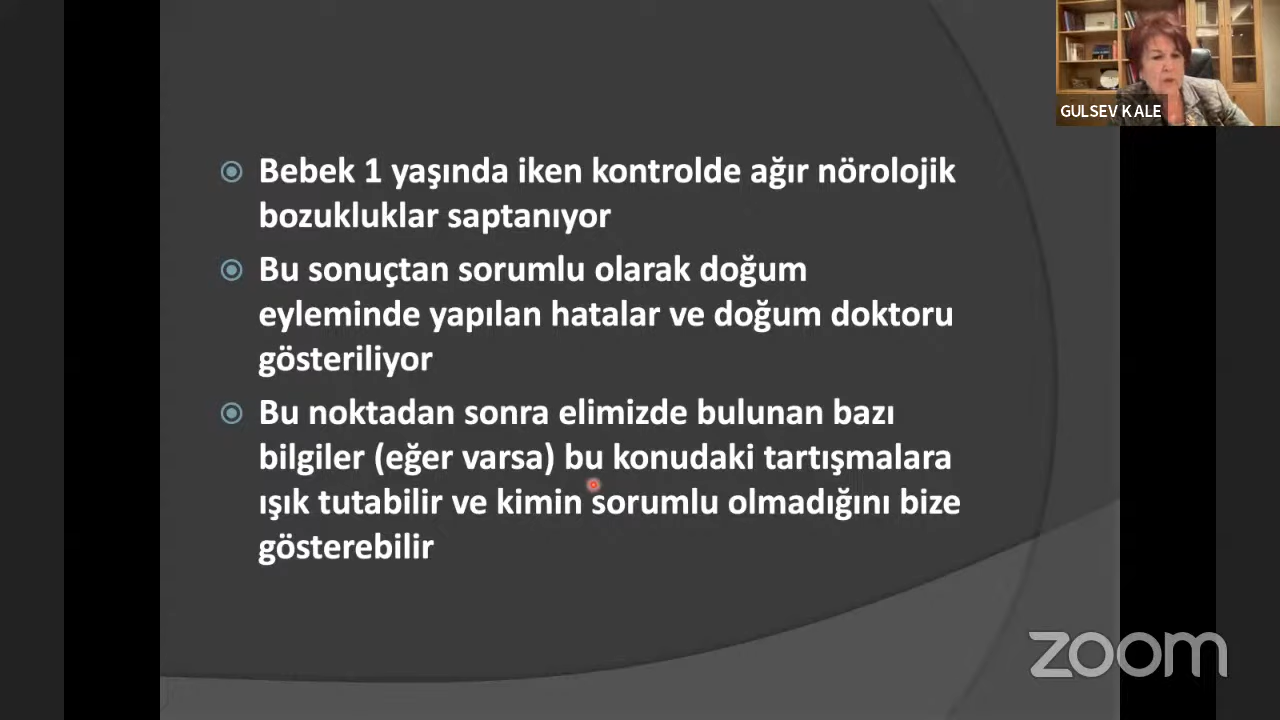 GULSEV KALE
Bebek 1 yaşında iken kontrolde ağır nörolojik
bozukluklar saptanıyor
Bu sonuçtan sorumlu olarak doğum
eyleminde yapılan hatalar ve doğum doktoru
gösteriliyor
Bu noktadan sonra elimizde bulunan bazı
bilgiler (eğer varsa) bu konudaki tartışmalara
ışık tutabilir ve kimin sorumlu olmadığını bize
gösterebilir
zoom